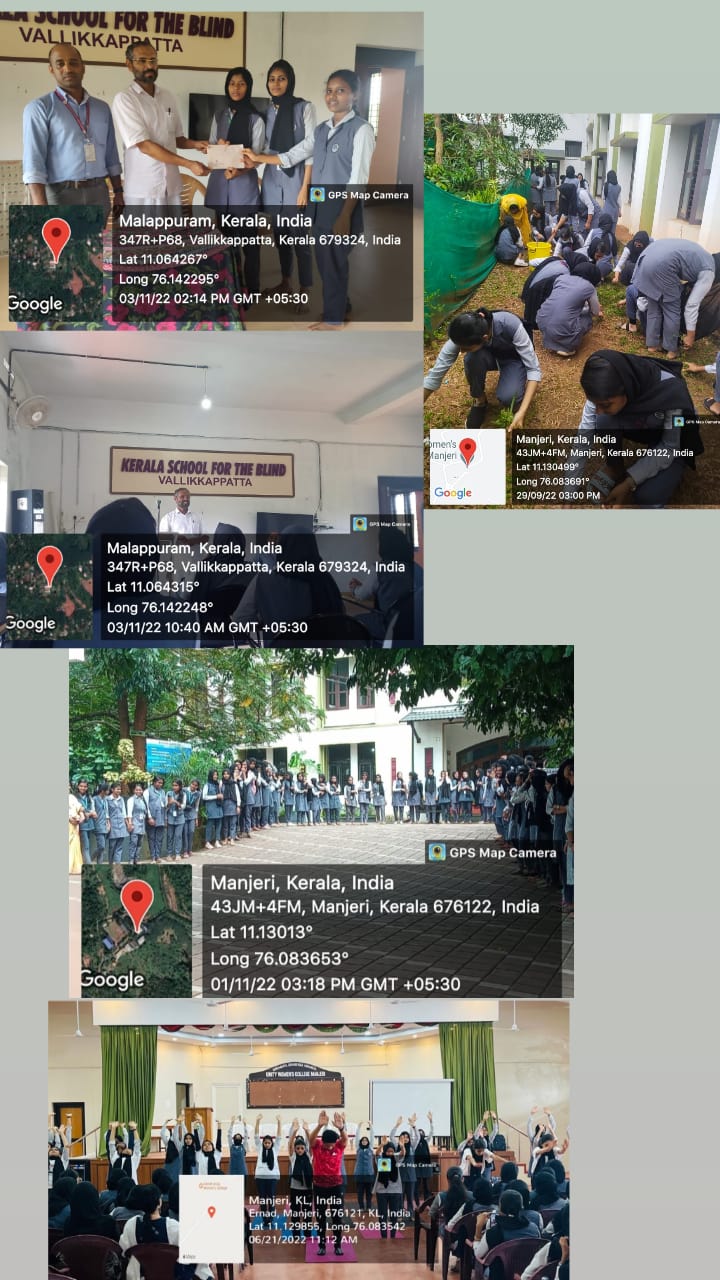 KERALA SCHOOL FOR THE BLIND
VALLIKKAPPATTA
GPS Map Camera
Google
Malappuram, Kerala, India
347R+P68, Vallikkappatta, Kerala 679324, India
Lat 11.064267°
Long 76.142295°
03/11/22 02:14 PM GMT +05:30
GPS Map Camera
omen's
Manjeri
Google
Manjeri, Kerala, India
43JM+4FM, Manjeri, Kerala 676122, India
Lat 11.130499°
Long 76.083691°
29/09/22 03:00 PM
KERALA SCHOOL FOR THE BLIND
VALLIKKAPPATTA
GPS Map Camera
Google
Malappuram, Kerala, India
347R+P68, Vallikkappatta, Kerala 679324, India
Lat 11.064315°
Long 76.142248°
03/11/22 10:40 AM GMT +05:30
GPS Map Camera
Google
Manjeri, Kerala, India
43JM+4FM, Manjeri, Kerala 676122, India
Lat 11.13013°
Long 76.083653°
01/11/22 03:18 PM GMT +05:30
UNITY WOMEN'S COLLEGE MANJERI
GPS Map Camera
Manjeri, KL, India
Ernad, Manjeri, 676121, KL, India
Lat 11.129855, Long 76.083542
06/21/2022 11:12 AM